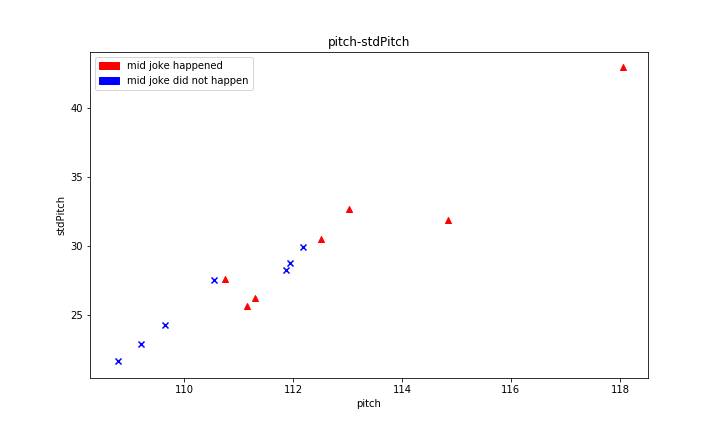 pitch-stdPitch
mid joke happened
mid joke did not happen
40
35
30
25
stdPitch
110
112
114
116
118
pitch